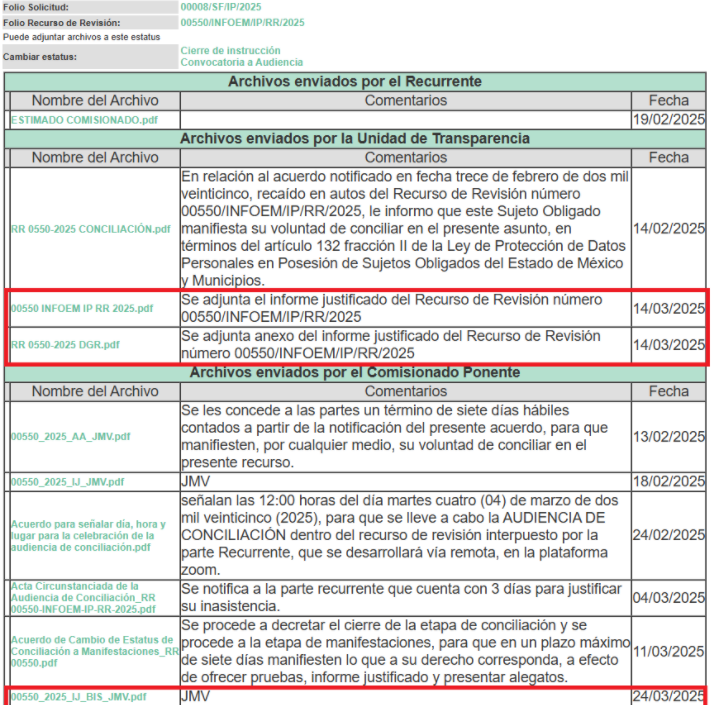 Folio Solicitud: 00008/SF/IP/2025
Folio Recurso de Revisión: 00550/INFOEM/IP/RR/2025
Puede adjuntar archivos a este estatus
Cambiar estatus: Cierre de instrucción
Convocatoria a Audiencia
Archivos enviados por el Recurrente
Nombre del Archivo Comentarios Fecha
ESTIMADO COMISIONADO.pdf 19/02/2025
Archivos enviados por la Unidad de Transparencia
Nombre del Archivo Comentarios Fecha
RR 0550-2025 CONCILIACIÓN.pdf
En relación al acuerdo notificado en fecha trece de febrero de dos mil
veinticinco, recaído en autos del Recurso de Revisión número
00550/INFOEM/IP/RR/2025, le informo que este Sujeto Obligado
manifiesta su voluntad de conciliar en el presente asunto, en
términos del artículo 132 fracción II de la Ley de Protección de Datos
Personales en Posesión de Sujetos Obligados del Estado de México
y Municipios.
14/02/2025
00550 INFOEM IP RR 2025.pdf
Se adjunta el informe justificado del Recurso de Revisión número
00550/INFOEM/IP/RR/2025
14/03/2025
RR 0550-2025 DGR.pdf
Se adjunta anexo del informe justificado del Recurso de Revisión
número 00550/INFOEM/IP/RR/2025
14/03/2025
Archivos enviados por el Comisionado Ponente
Nombre del Archivo Comentarios Fecha
00550_2025_AA_JMV.pdf
Se les concede a las partes un término de siete días hábiles
contados a partir de la notificación del presente acuerdo, para que
manifiesten, por cualquier medio, su voluntad de conciliar en el
presente recurso.
13/02/2025
00550_2025_IJ_JMV.pdf JMV 18/02/2025
Acuerdo para señalar día, hora y
lugar para la celebración de la
audiencia de conciliación.pdf
señalan las 12:00 horas del día martes cuatro (04) de marzo de dos
mil veinticinco (2025), para que se lleve a cabo la AUDIENCIA DE
CONCILIACIÓN dentro del recurso de revisión interpuesto por la
parte Recurrente, que se desarrollará vía remota, en la plataforma
zoom.
24/02/2025
Acta Circunstanciada de la
Audiencia de Conciliación_RR
00550-INFOEM-IP-RR-2025.pdf
Se notifica a la parte recurrente que cuenta con 3 días para justificar
su inasistencia.
04/03/2025
Acuerdo de Cambio de Estatus de
Conciliación a Manifestaciones_RR
00550.pdf
Se procede a decretar el cierre de la etapa de conciliación y se
procede a la etapa de manifestaciones, para que en un plazo máximo
de siete días manifiesten lo que a su derecho corresponda, a efecto
de ofrecer pruebas, informe justificado y presentar alegatos.
11/03/2025
00550_2025_IJ_BIS_JMV.pdf JMV 24/03/2025